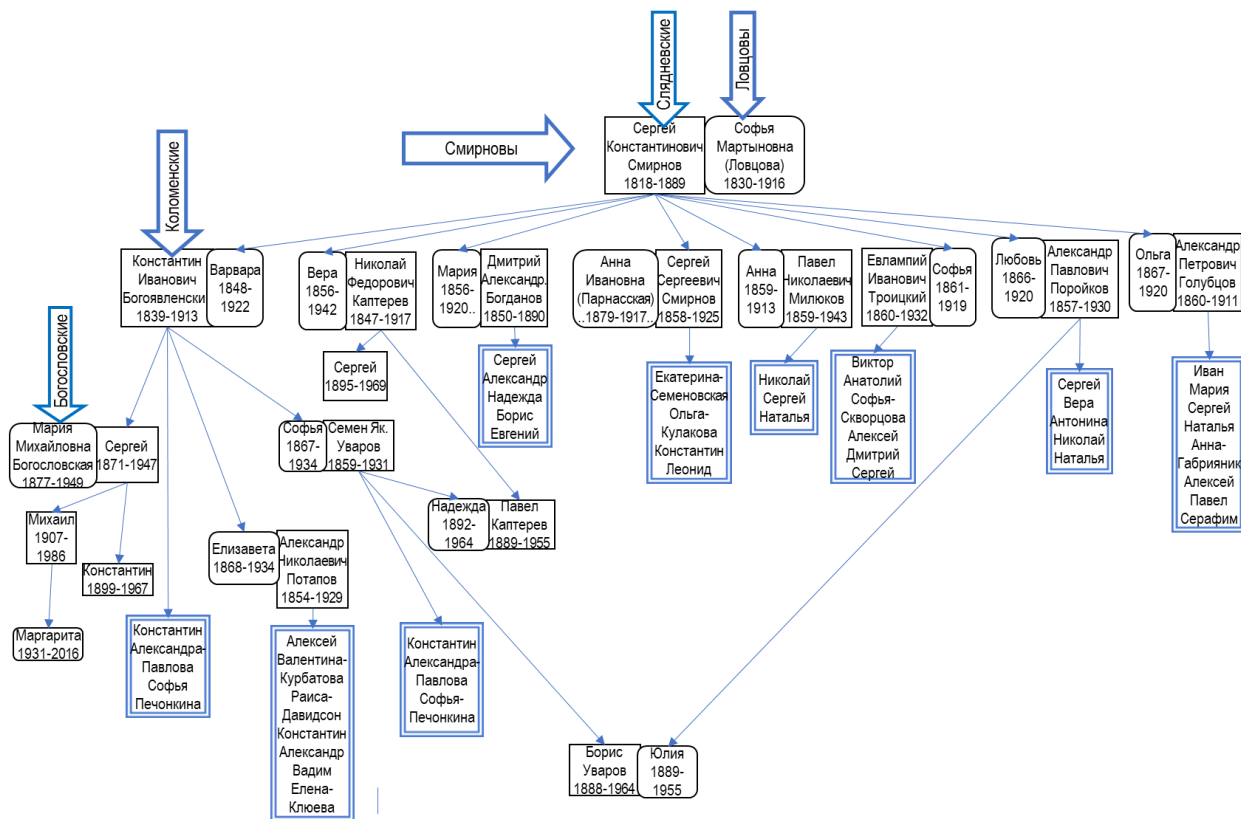 Слядневские
Ловцовы
Смирновы
Сергей
Константинович
Смирнов
1818-1889
Софья
Мартыновна
(Ловцова)
1830-1916
Коломенские
Константин
Иванович
Богоявленски
1839-1913
Варвара
1848-
1922
Вера
1856-
1942
Николай
Федорович
Каптерев
1847-1917
Мария
1856-
1920..
Дмитрий
Александр.
Богданов
1850-1890
Анна
Ивановна
(Парнасская)
..1879-1917..
Сергей
Сергеевич
Смирнов
1858-1925
Анна
1859-
1913
Павел
Николаевич
Милюков
1859-1943
Евлампий
Иванович
Троицкий
1860-1932
Софья
1861-
1919
Любовь
1866-
1920
Александр
Павлович
Поройков
1857-1930
Ольга
1867-
1920
Александр
Петрович
Голубцов
1860-1911
Богословские
Мария
Михайловна
Богословская
1877-1949
Сергей
1871-1947
Софья
1867-
1934
Семен Як.
Уваров
1859-1931
Сергей
1895-1969
Сергей
Александр
Надежда
Борис
Евгений
Екатерина-
Семеновская
Ольга-
Кулакова
Константин
Леонид
Николай
Сергей
Наталья
Виктор
Анатолий
Софья-
Скворцова
Алексей
Дмитрий
Сергей
Сергей
Вера
Антонина
Николай
Наталья
Иван
Мария
Сергей
Наталья
Анна-
Габрияник
Алексей
Павел
Серафим
Михаил
1907-
1986
Константин
1899-1967
Елизавета
1868-1934
Александр
Николаевич
Потапов
1854-1929
Надежда
1892-
1964
Павел
Каптерев
1889-1955
Маргарита
1931-2016
Константин
Александра-
Павлова
Софья
Печонкина
Алексей
Валентина-
Курбатова
Раиса-
Давидсон
Константин
Александр
Вадим
Елена-
Клюева
Константин
Александра-
Павлова
Софья-
Печонкина
Борис
Уваров
1888-1964
Юлия
1889-
1955